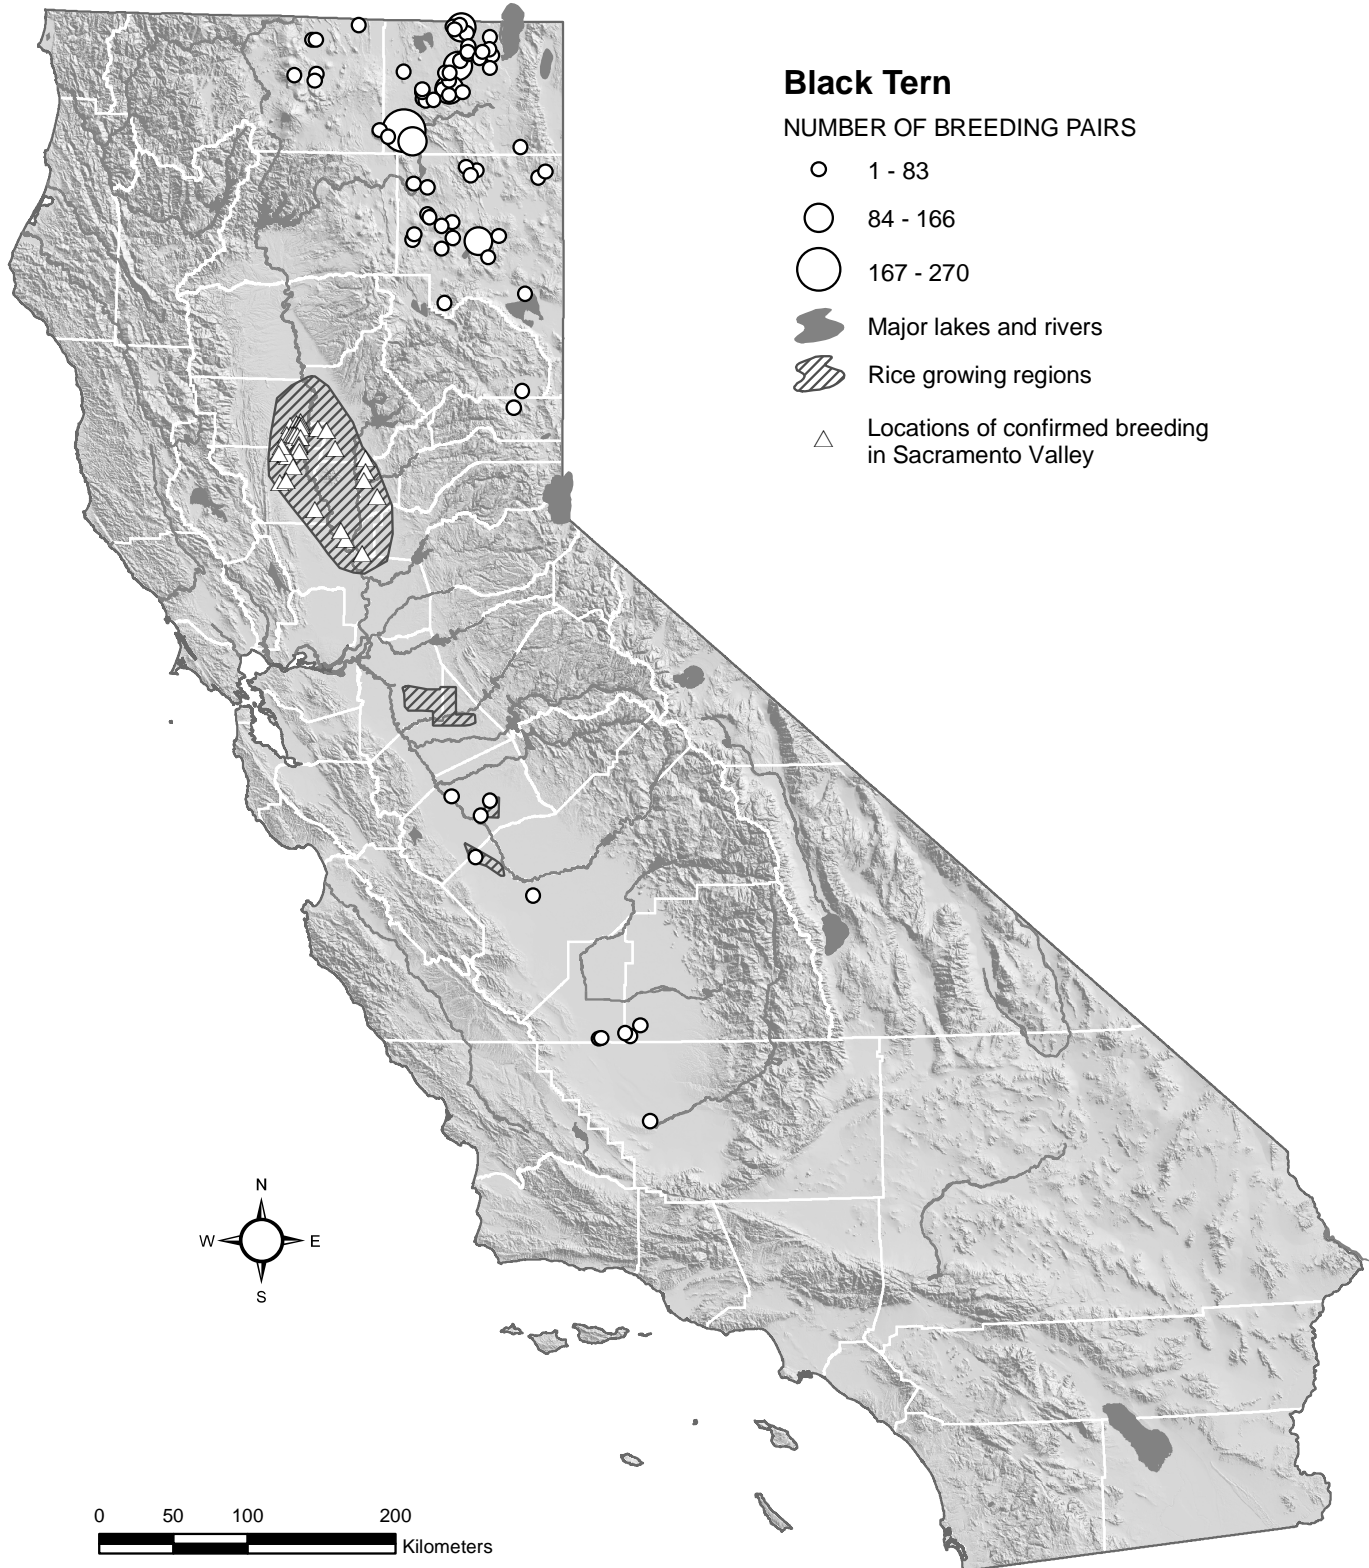 Black Tern
NUMBER OF BREEDING PAIRS
1 - 83
84 - 166
167 - 270
Major lakes and rivers
Rice growing regions
Locations of confirmed breeding
in Sacramento Valley
N
W E
S
0 50 100 200
Kilometers